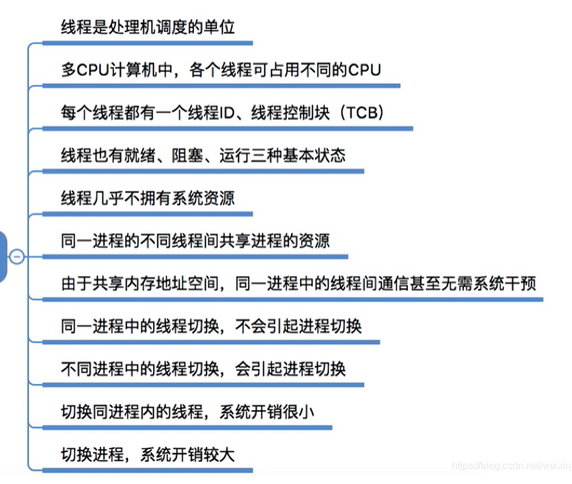 线程是处理机调度的单位
多CPU计算机中，各个线程可占用不同的CPU
每个线程都有一个线程ID、线程控制块（TCB）
线程也有就绪、阻塞、运行三种基本状态
线程几乎不拥有系统资源
同一进程的不同线程间共享进程的资源
由于共享内存地址空间，同一进程中的线程间通信甚至无需系统干预
同一进程中的线程切换，不会引起进程切换
不同进程中的线程切换，会引起进程切换
切换同进程内的线程，系统开销很小
切换进程，系统开销较大
https://blog.csdn.net/weixin